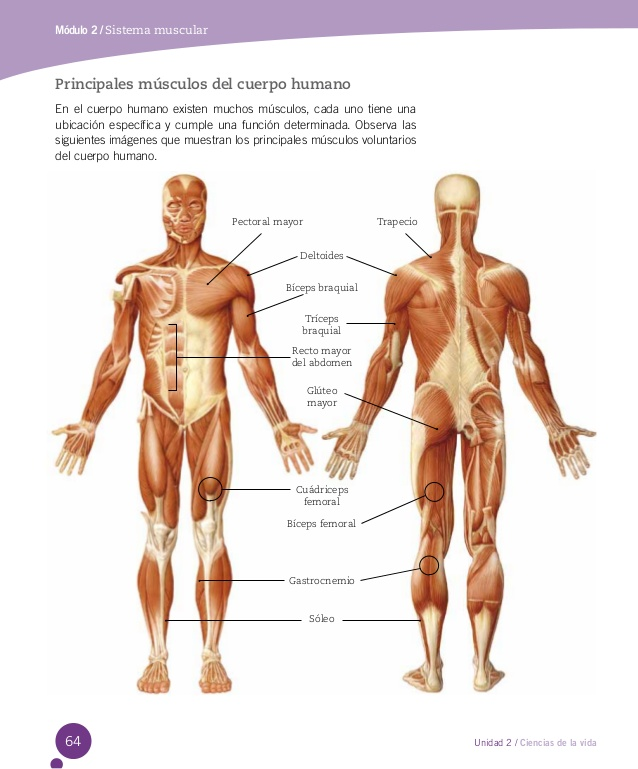 Módulo 2 / Sistema muscular
Principales músculos del cuerpo humano
En el cuerpo humano existen muchos músculos, cada uno tiene una
ubicación específica y cumple una función determinada. Observa las
siguientes imágenes que muestran los principales músculos voluntarios
del cuerpo humano.
Pectoral mayor
Trapecio
Deltoides
Bíceps braquial
Tríceps
braquial
Recto mayor
del abdomen
Glúteo
mayor
Cuádriceps
femoral
Bíceps femoral
Gastrocnemio
Sóleo
64
Unidad 2 / Ciencias de la vida